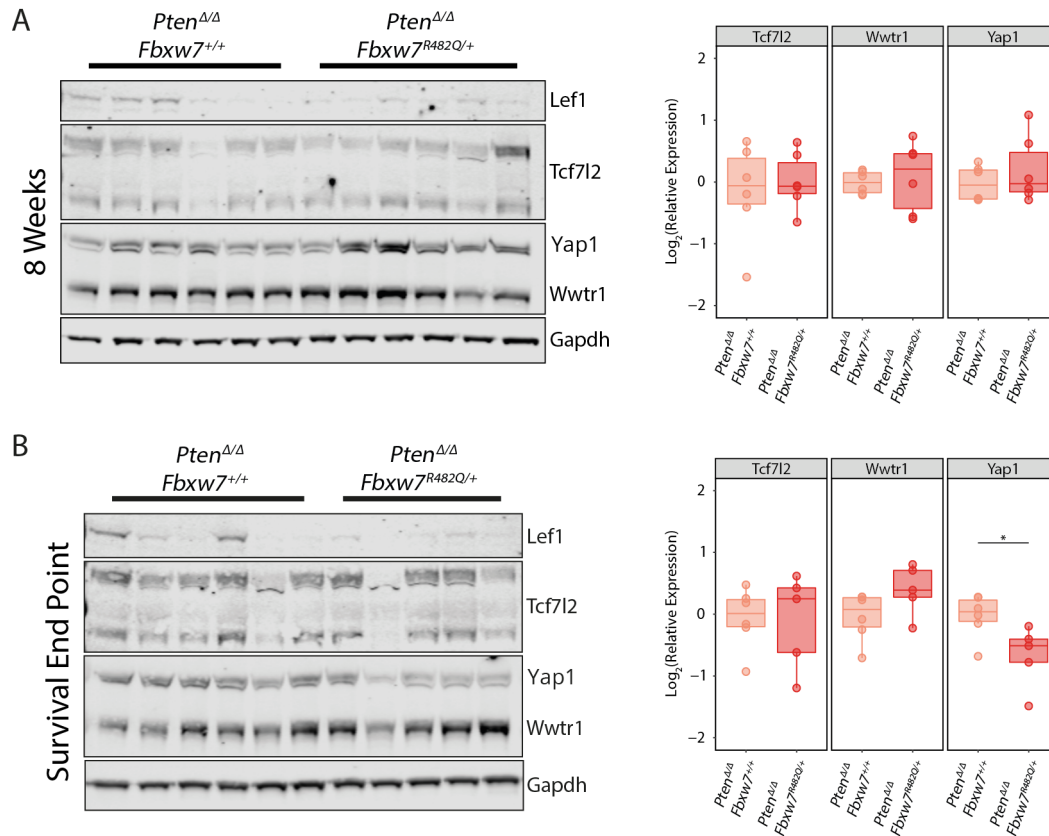 A
Pten^Δ/Δ Pten^Δ/Δ
Fbxw7^+/+ Fbxw7^R482Q/+
8 Weeks
Lef1
Tcf7l2
Yap1
Wwtr1
Gapdh
Tcf7l2 Wwtr1 Yap1
Log₂(Relative Expression)
2
1
0
-1
-2
Pten^Δ/Δ
Fbxw7^+/+
Pten^Δ/Δ
Fbxw7^R482Q/+
Pten^Δ/Δ
Fbxw7^+/+
Pten^Δ/Δ
Fbxw7^R482Q/+
Pten^Δ/Δ
Fbxw7^+/+
Pten^Δ/Δ
Fbxw7^R482Q/+
B
Pten^Δ/Δ Pten^Δ/Δ
Fbxw7^+/+ Fbxw7^R482Q/+
Survival End Point
Lef1
Tcf7l2
Yap1
Wwtr1
Gapdh
Tcf7l2 Wwtr1 Yap1
Log₂(Relative Expression)
2
1
0
-1
-2
*
Pten^Δ/Δ
Fbxw7^+/+
Pten^Δ/Δ
Fbxw7^R482Q/+
Pten^Δ/Δ
Fbxw7^+/+
Pten^Δ/Δ
Fbxw7^R482Q/+
Pten^Δ/Δ
Fbxw7^+/+
Pten^Δ/Δ
Fbxw7^R482Q/+